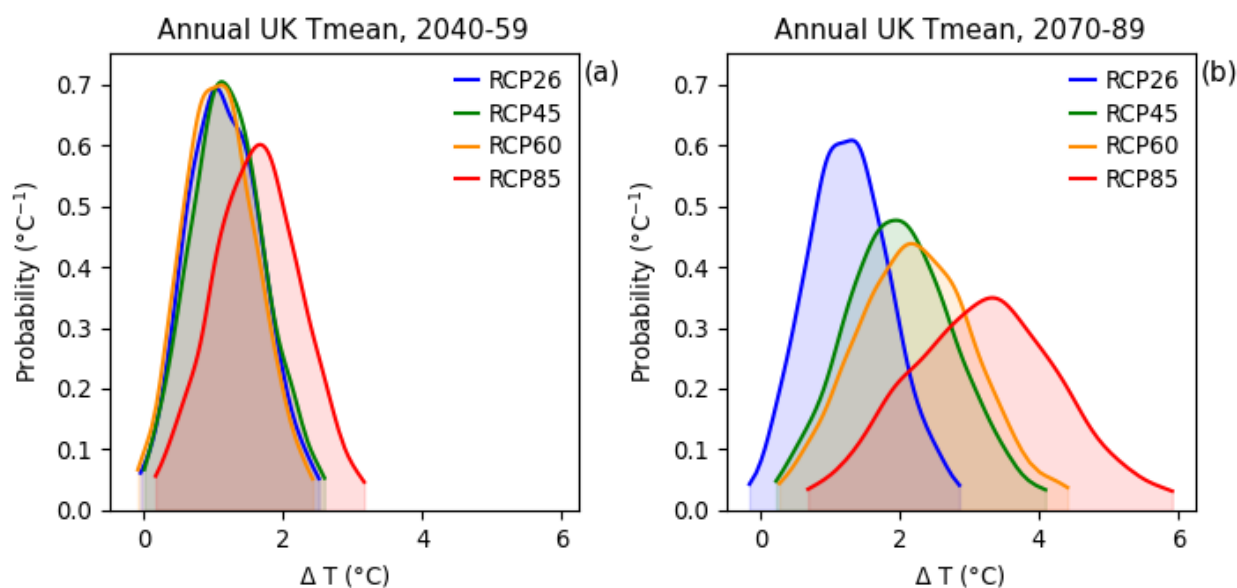 Annual UK Tmean, 2040-59
(a)
RCP26
RCP45
RCP60
RCP85
Probability (°C⁻¹)
0.7
0.6
0.5
0.4
0.3
0.2
0.1
0.0
0 2 4 6
Δ T (°C)
Annual UK Tmean, 2070-89
(b)
RCP26
RCP45
RCP60
RCP85
Probability (°C⁻¹)
0.7
0.6
0.5
0.4
0.3
0.2
0.1
0.0
0 2 4 6
Δ T (°C)